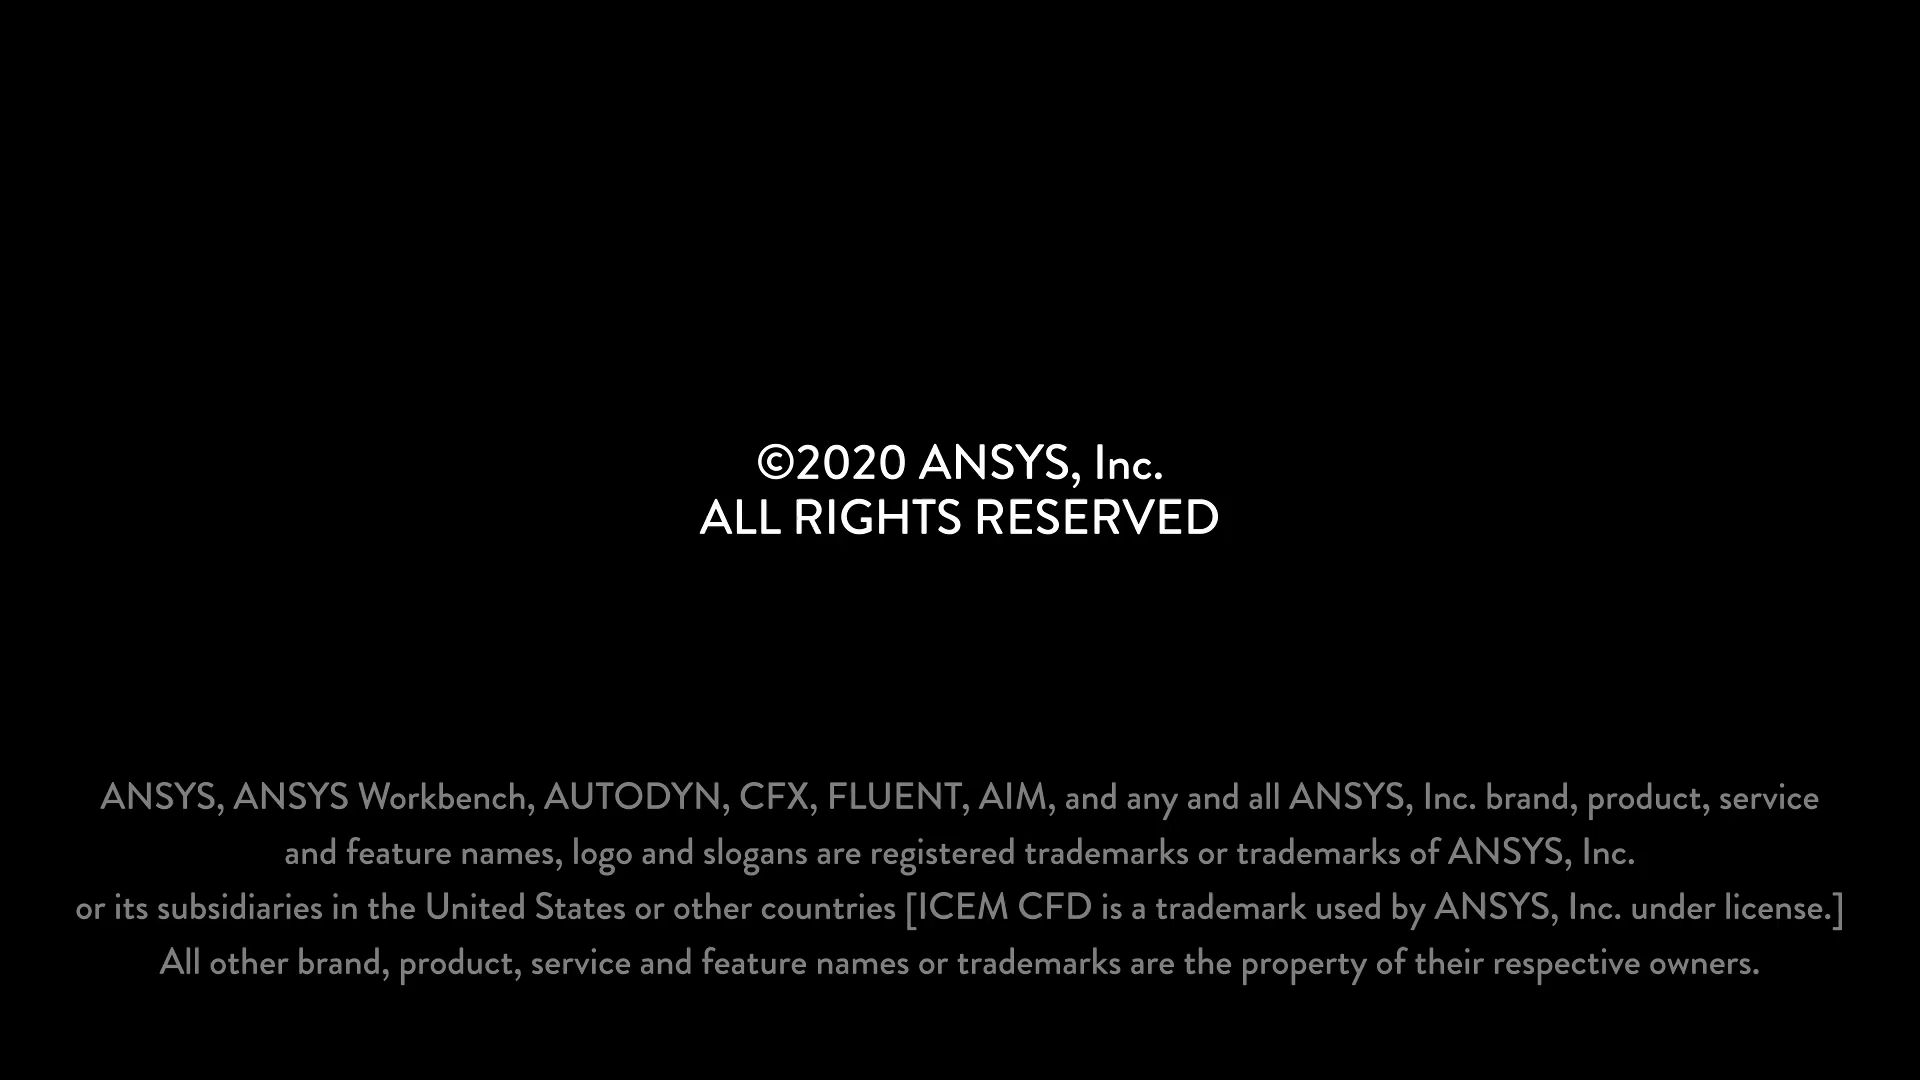 ©2020 ANSYS, Inc.
ALL RIGHTS RESERVED
ANSYS, ANSYS Workbench, AUTODYN, CFX, FLUENT, AIM, and any and all ANSYS, Inc. brand, product, service
and feature names, logo and slogans are registered trademarks or trademarks of ANSYS, Inc.
or its subsidiaries in the United States or other countries [ICEM CFD is a trademark used by ANSYS, Inc. under license.]
All other brand, product, service and feature names or trademarks are the property of their respective owners.